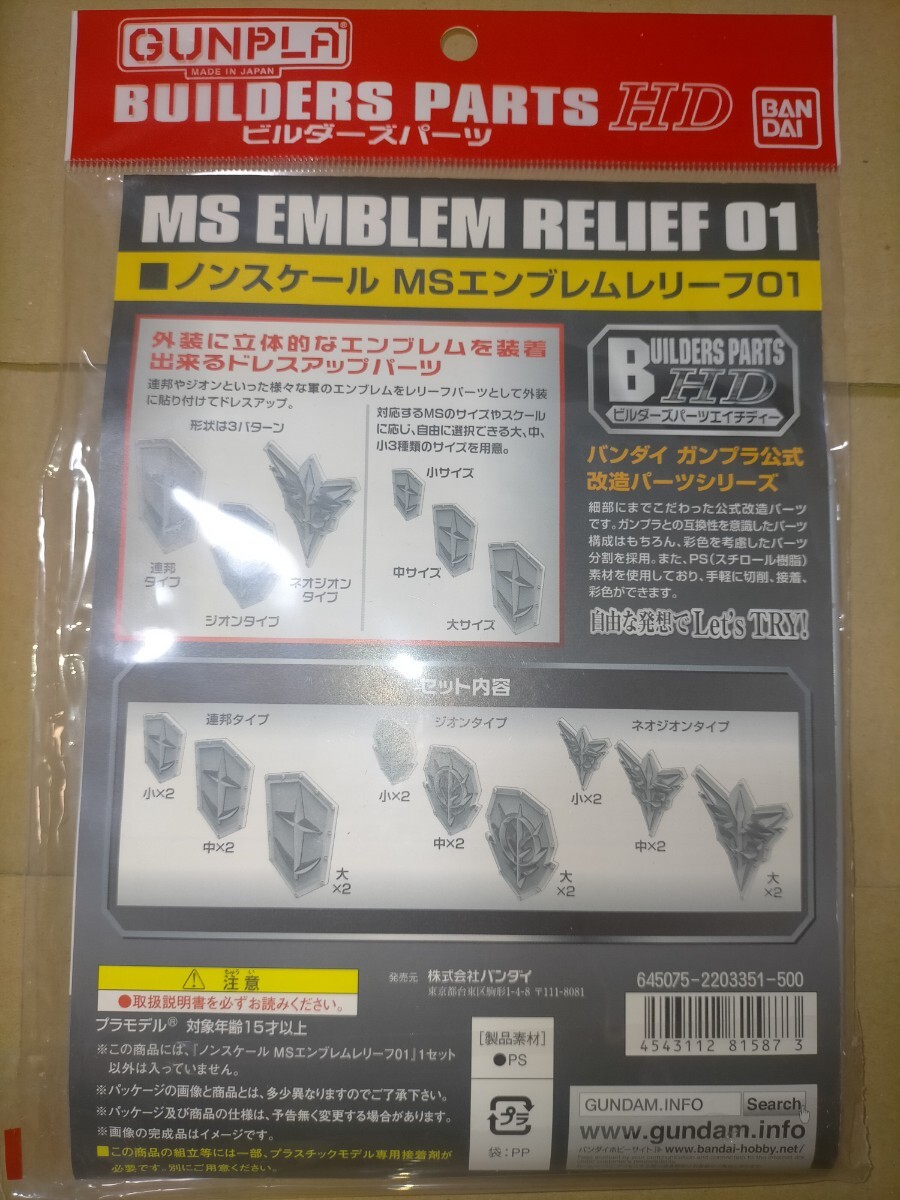 GUNPLA
MADE IN JAPAN
BUILDERS PARTS HD
ビルダーズパーツ
BAN
DAI
MS EMBLEM RELIEF 01
■ノンスケール MSエンブレムレリーフ01
外装に立体的なエンブレムを装着
出来るドレスアップパーツ
連邦やジオンといった様々な軍のエンブレムをレリーフパーツとして外装
に貼り付けてドレスアップ。
形状は3パターン
連邦
タイプ
ジオンタイプ
ネオジオン
タイプ
対応するMSのサイズやスケール
に応じ、自由に選択できる大、中、
小3種類のサイズを用意。
小サイズ
中サイズ
大サイズ
BUILDERS PARTS
HD
ビルダーズパーツエイチディー
バンダイ ガンプラ公式
改造パーツシリーズ
細部にまでこだわった公式改造パーツ
です。ガンプラとの互換性を意識したパーツ
構成はもちろん、彩色を考慮したパーツ
分割を採用。また、PS(スチロール樹脂)
素材を使用しており、手軽に切削、接着、
彩色ができます。
自由な発想でLet's TRY!
セット内容
連邦タイプ
小×2
中×2
大
×2
ジオンタイプ
小×2
中×2
大
×2
ネオジオンタイプ
小×2
中×2
大
×2
ちゅうい
注意
●取扱説明書を必ずお読みください。
プラモデル® 対象年齢15才以上
※この商品には、『ノンスケール MSエンブレムレリーフ01』1セット
以外は入っていません。
※パッケージの画像と商品とは、多少異なりますのでご了承下さい。
※パッケージ及び商品の仕様は、予告無く変更する場合があります。
※画像の完成品はイメージです。
■この商品の組立等には一部、プラスチックモデル専用接着剤が
必要です。別にご用意ください。
発売元 株式会社バンダイ
東京都台東区駒形1-4-8 〒111-8081
[製品素材]
●PS
プラ
袋:PP
645075-2203351-500
4543112 81587 3
GUNDAM.INFO Search
www.gundam.info
バンダイホビーサイト www.bandai-hobby.net/